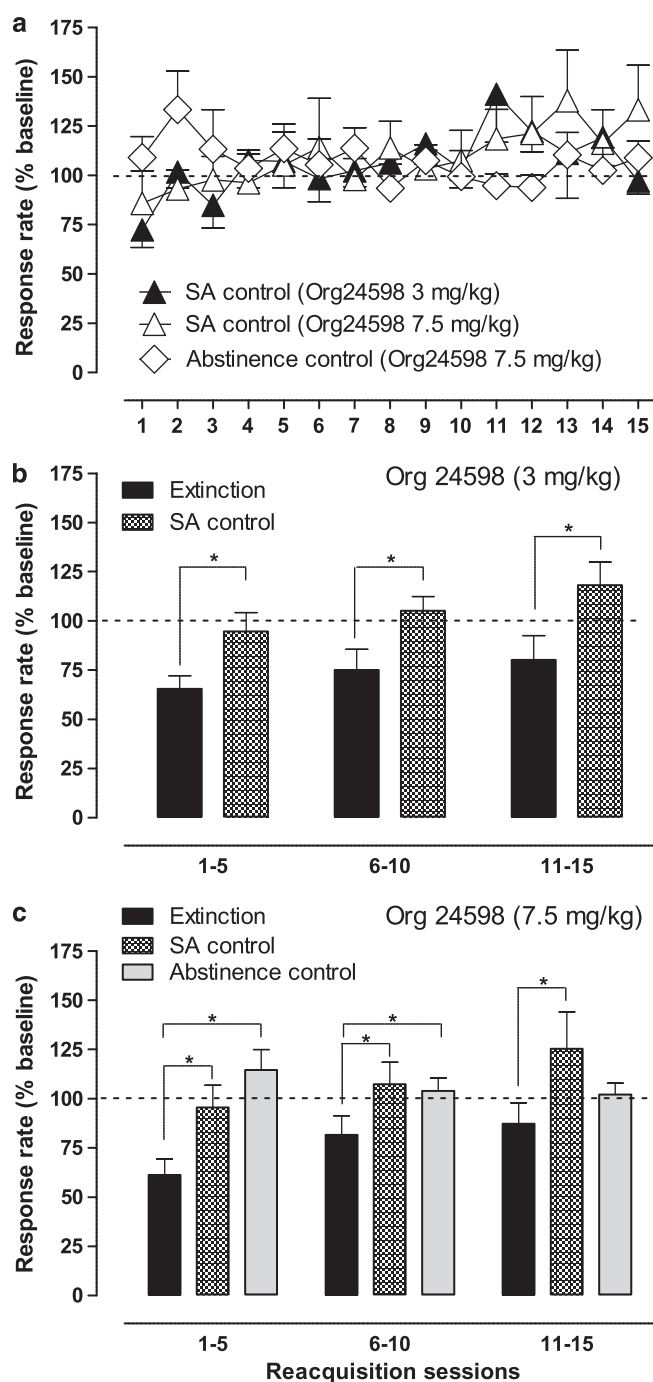 a
175
150
125
100
75
50
25
0
Response rate (% baseline)
SA control (Org24598 3 mg/kg)
SA control (Org24598 7.5 mg/kg)
Abstinence control (Org24598 7.5 mg/kg)
1 2 3 4 5 6 7 8 9 10 11 12 13 14 15
b
Org 24598 (3 mg/kg)
Extinction
SA control
175
150
125
100
75
50
25
0
Response rate (% baseline)
* * *
1-5 6-10 11-15
c
Org 24598 (7.5 mg/kg)
Extinction
SA control
Abstinence control
175
150
125
100
75
50
25
0
Response rate (% baseline)
* * * * *
1-5 6-10 11-15
Reacquisition sessions